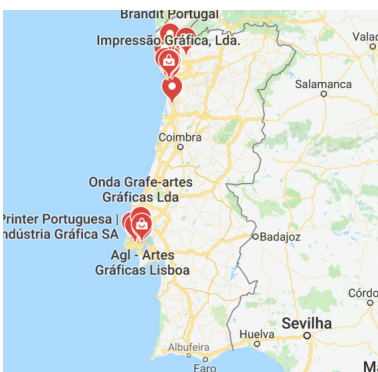 Brandit Portugal
Impressão Gráfica, Lda.
Vallad
Salamanca
Coimbra
Onda Grafe-artes
Gráficas Lda
Printer Portuguesa |
ndústria Gráfica SA
Badajoz
Agl - Artes
Gráficas Lisboa
Córdo
Sevilha
Huelva
Albufeira
Faro
M